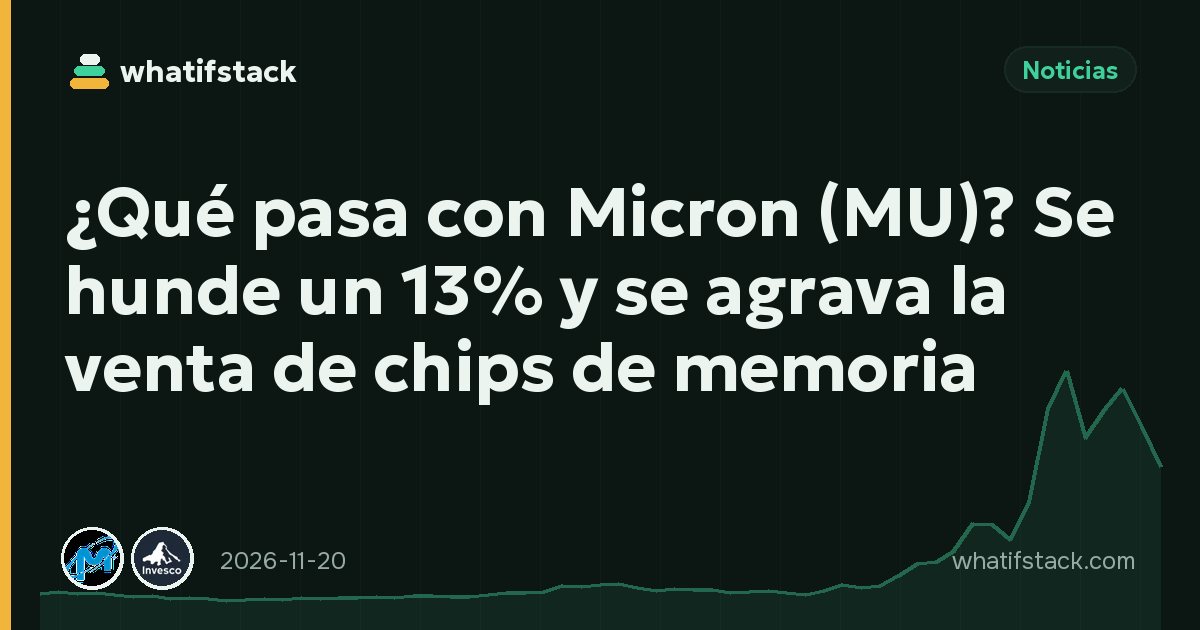 whatifstack
Noticias
¿Qué pasa con Micron (MU)? Se
hunde un 13% y se agrava la
venta de chips de memoria
M
Invesco
2026-11-20
whatifstack.com